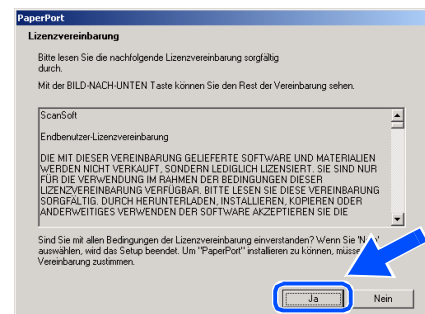 PaperPort
Lizenzvereinbarung
Bitte lesen Sie die nachfolgende Lizenzvereinbarung sorgfältig
durch.
Mit der BILD-NACH-UNTEN Taste können Sie den Rest der Vereinbarung sehen.
ScanSoft
Endbenutzer-Lizenzvereinbarung
DIE MIT DIESER VEREINBARUNG GELIEFERTE SOFTWARE UND MATERIALIEN
WERDEN NICHT VERKAUFT, SONDERN LEDIGLICH LIZENSIERT. SIE SIND NUR
FÜR DIE VERWENDUNG IM RAHMEN DER BEDINGUNGEN DIESER
LIZENZVEREINBARUNG VERFÜGBAR. BITTE LESEN SIE DIESE VEREINBARUNG
SORGFÄLTIG. DURCH HERUNTERLADEN, INSTALLIEREN, KOPIEREN ODER
ANDERWEITIGES VERWENDEN DER SOFTWARE AKZEPTIEREN SIE DIE
Sind Sie mit allen Bedingungen der Lizenzvereinbarung einverstanden? Wenn Sie
auswählen, wird das Setup beendet. Um "PaperPort" installieren zu können,
Vereinbarung zustimmen.
Ja
Nein